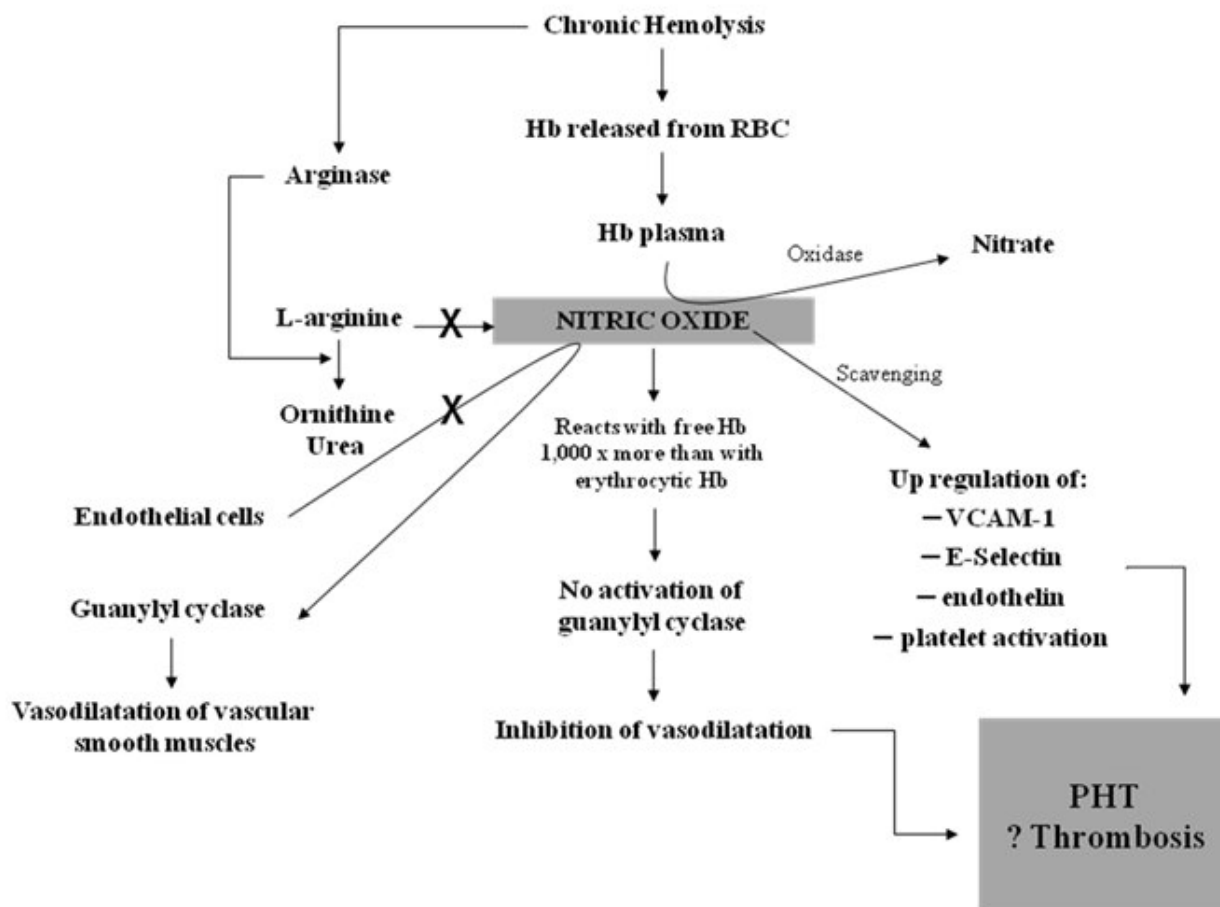 Chronic Hemolysis
Hb released from RBC
Arginase
Hb plasma
Oxidase
Nitrate
L-arginine
X
NITRIC OXIDE
Scavenging
Ornithine
Urea
X
Reacts with free Hb
1,000 x more than with
erythrocytic Hb
Endothelial cells
Up regulation of:
– VCAM-1
– E-Selectin
– endothelin
– platelet activation
Guanylyl cyclase
No activation of
guanylyl cyclase
Vasodilatation of vascular
smooth muscles
Inhibition of vasodilatation
PHT
? Thrombosis